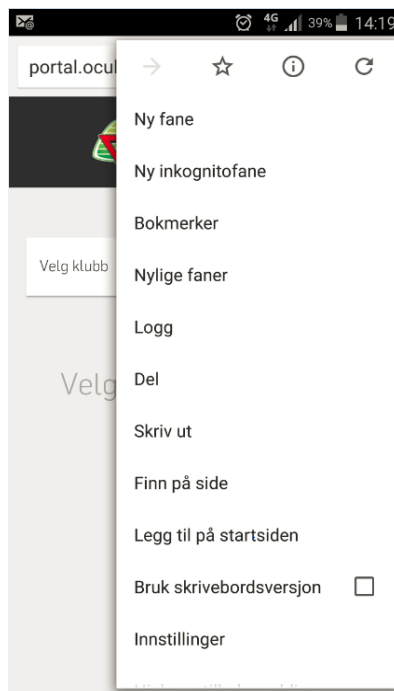 4G 39% 14:19
portal.ocul
Ny fane
Ny inkognitofane
Bokmerker
Velg klubb
Nylige faner
Logg
Velg
Del
Skriv ut
Finn på side
Legg til på startsiden
Bruk skrivebordsversjon
Innstillinger